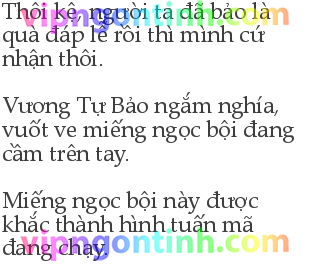 Thôi kệ, người ta đã bảo là
quà đáp lễ rồi thì mình cứ
nhận thôi.
Vương Tự Bảo ngắm nghía,
vuốt ve miếng ngọc bội đang
cầm trên tay.
Miếng ngọc bội này được
khắc thành hình tuấn mã
đang chạy.
vipngontinh.com
vipngontinh.com